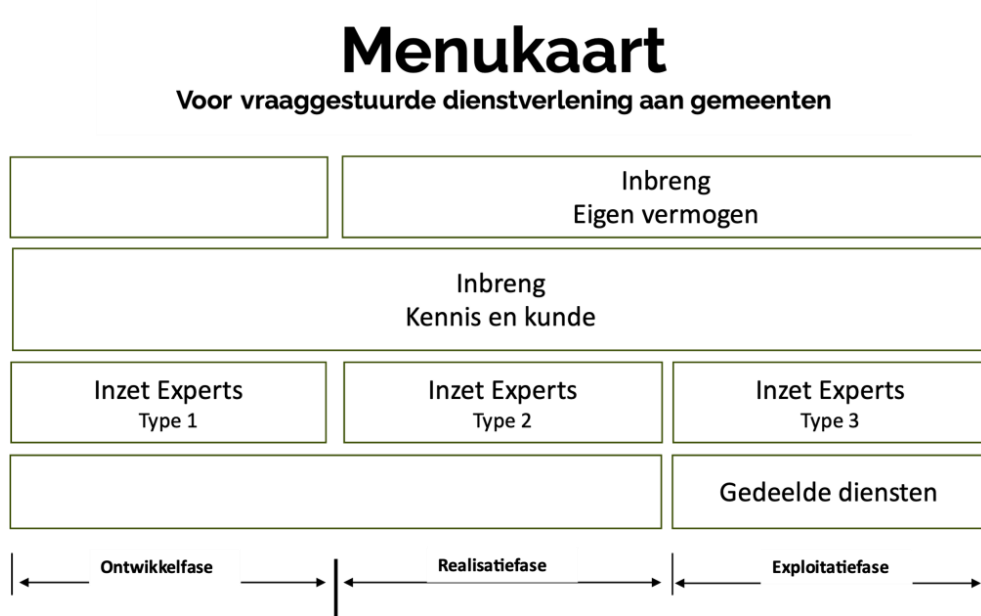 Menukaart
Voor vraaggestuurde dienstverlening aan gemeenten
Inbreng
Eigen vermogen
Inbreng
Kennis en kunde
Inzet Experts
Type 1
Inzet Experts
Type 2
Inzet Experts
Type 3
Gedeelde diensten
Ontwikkelfase
Realisatiefase
Exploitatiefase